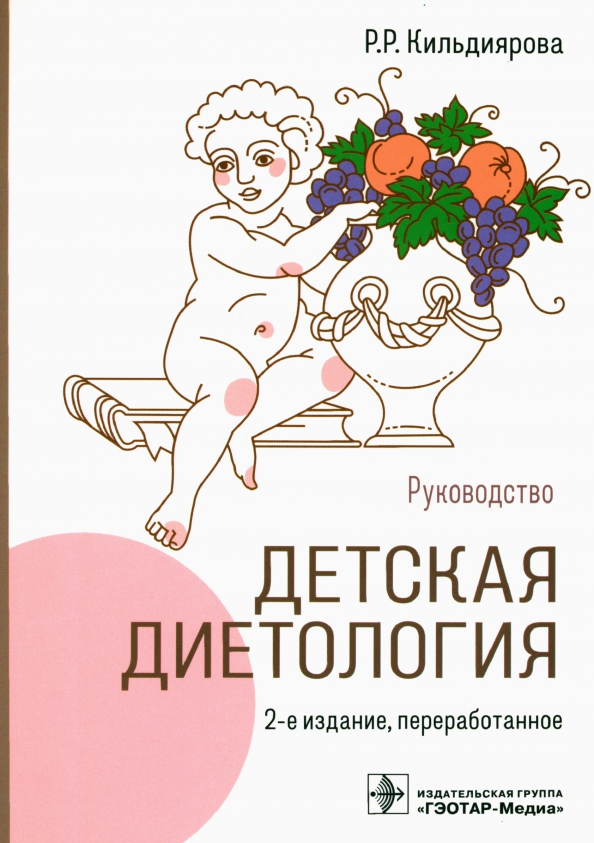 Р.Р. Кильдиярова
Руководство
ДЕТСКАЯ
ДИЕТОЛОГИЯ
2-е издание, переработанное
ИЗДАТЕЛЬСКАЯ ГРУППА
«ГЭОТАР-Медиа»